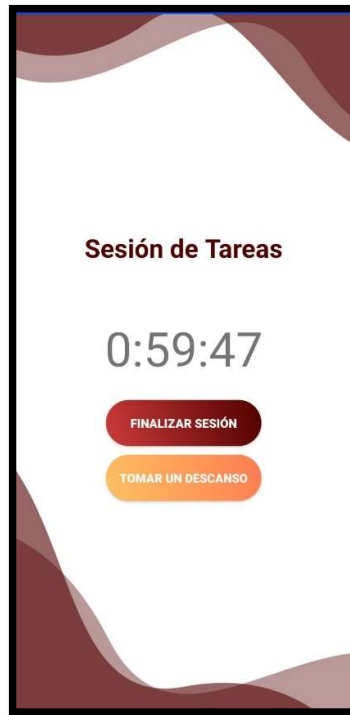 Sesión de Tareas
0:59:47
FINALIZAR SESIÓN
TOMAR UN DESCANSO